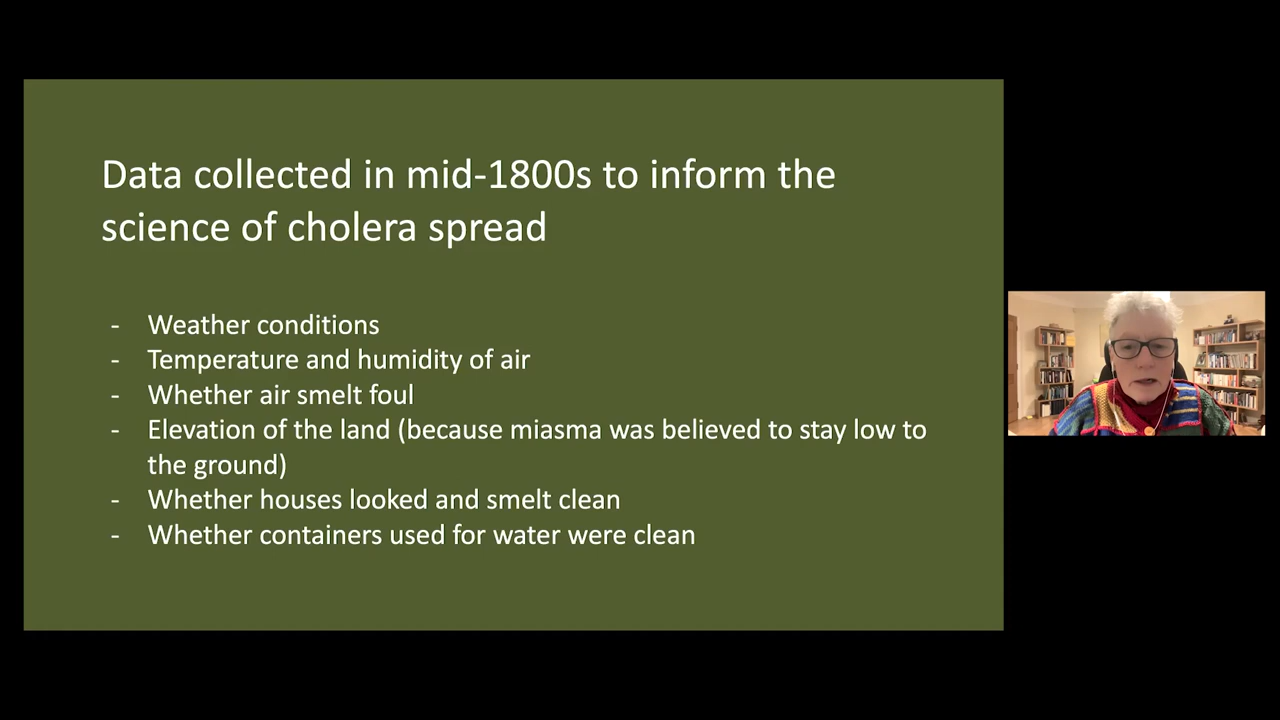 Data collected in mid-1800s to inform the
science of cholera spread
- Weather conditions
- Temperature and humidity of air
- Whether air smelt foul
- Elevation of the land (because miasma was believed to stay low to
the ground)
- Whether houses looked and smelt clean
- Whether containers used for water were clean